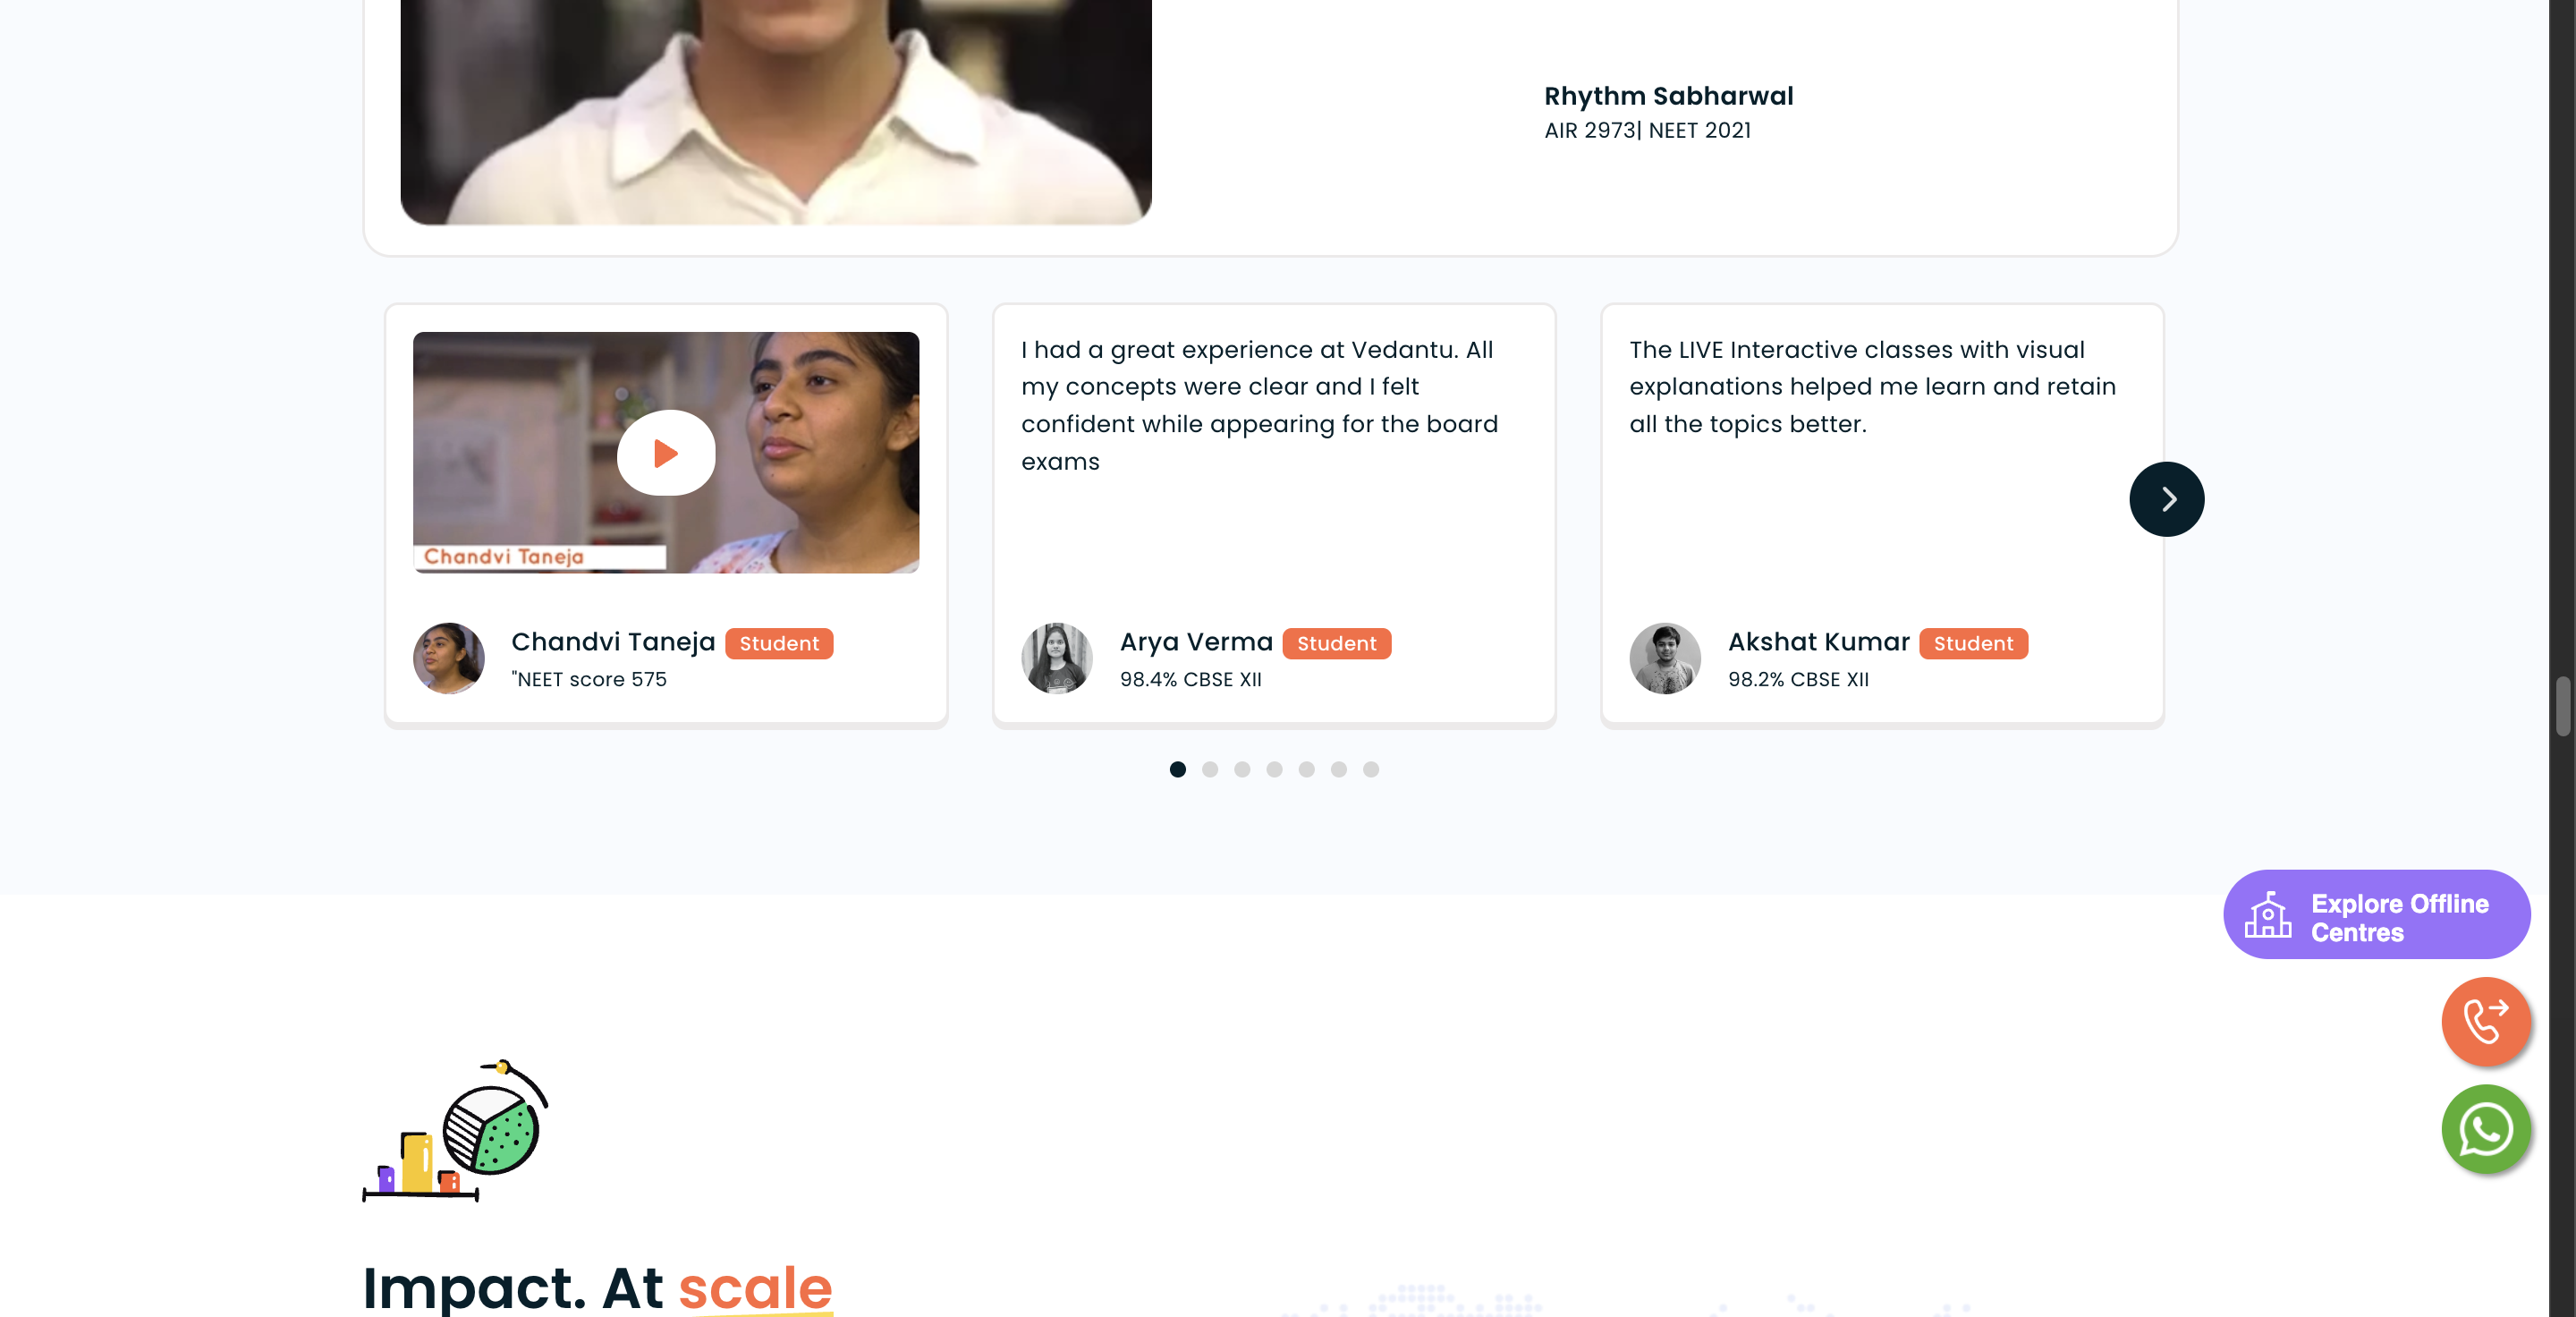 Rhythm Sabharwal
AIR 2973| NEET 2021
Chandvi Taneja
Chandvi Taneja Student
"NEET score 575
I had a great experience at Vedantu. All
my concepts were clear and I felt
confident while appearing for the board
exams
Arya Verma Student
98.4% CBSE XII
The LIVE Interactive classes with visual
explanations helped me learn and retain
all the topics better.
Akshat Kumar Student
98.2% CBSE XII
Explore Offline
Centres
Impact. At scale